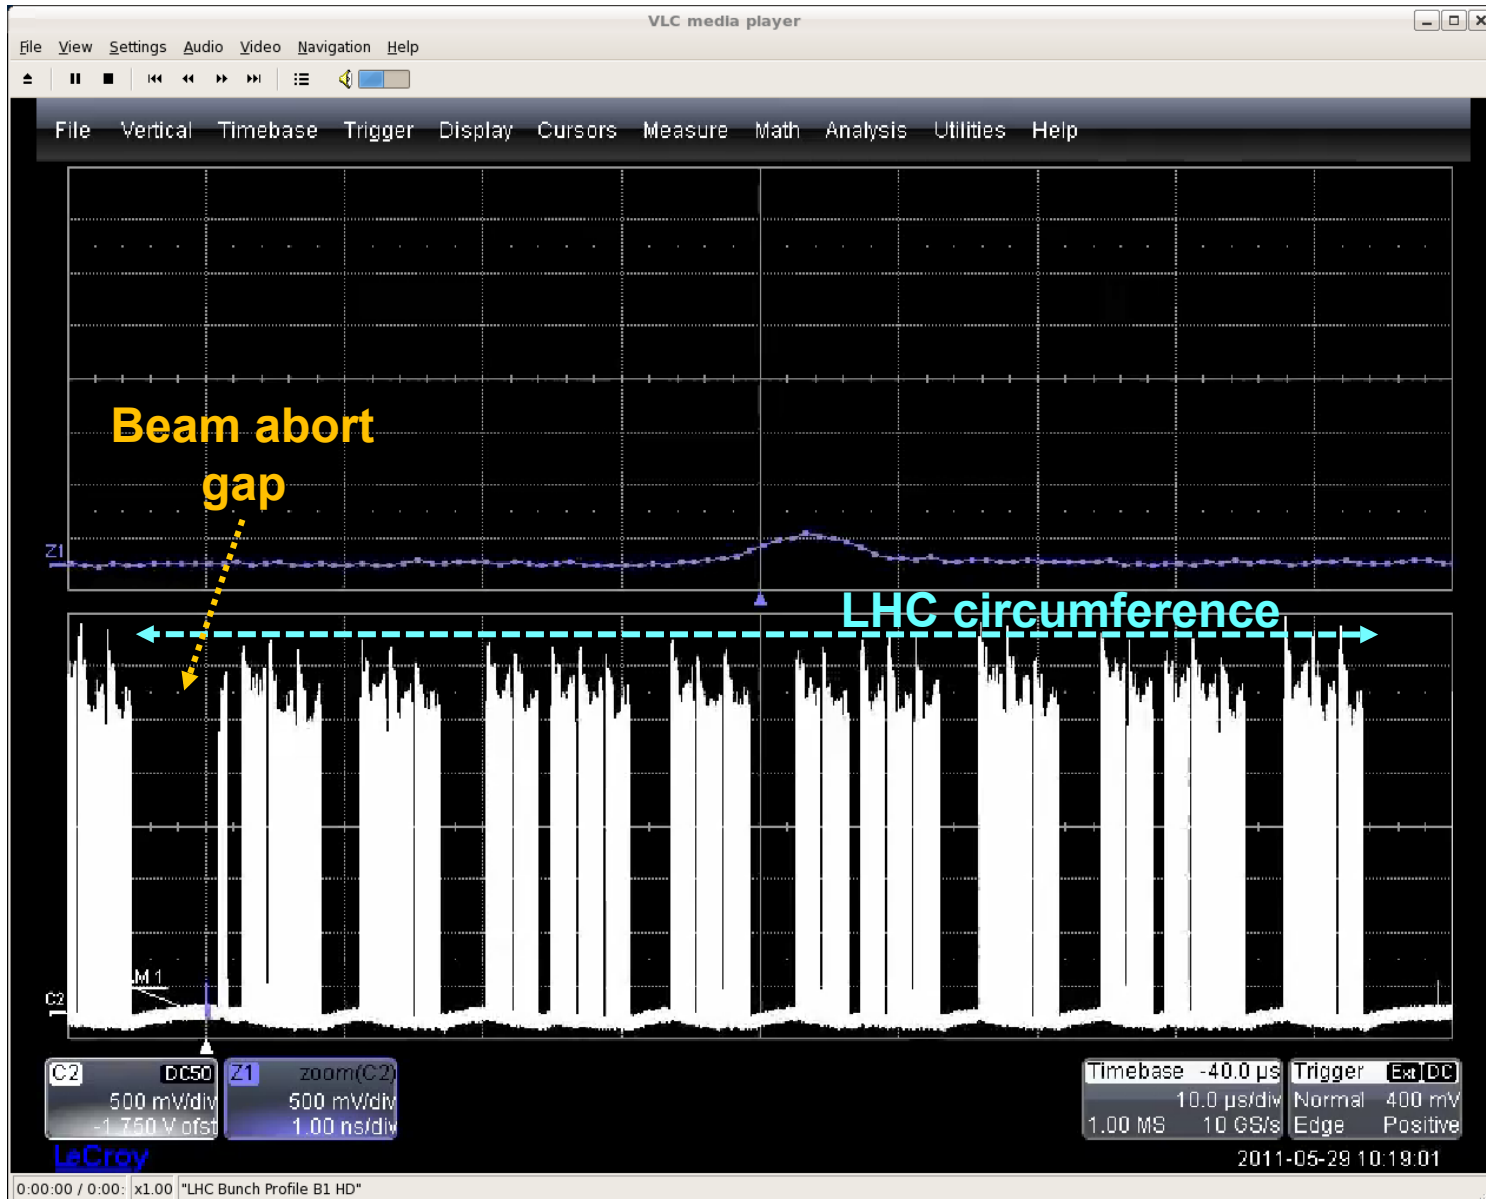 VLC media player
File View Settings Audio Video Navigation Help
File Vertical Timebase Trigger Display Cursors Measure Math Analysis Utilities Help
Beam abort
gap
Z1
LHC circumference
M 1
C2
C2 DC50
500 mV/div
-1.750 V ofst
Z1 zoom(C2)
500 mV/div
1.00 ns/div
Timebase -40.0 µs
10.0 µs/div
1.00 MS 10 GS/s
Trigger Ext DC
Normal 400 mV
Edge Positive
LeCroy
2011-05-29 10:19:01
0:00:00 / 0:00: x1.00 "LHC Bunch Profile B1 HD"